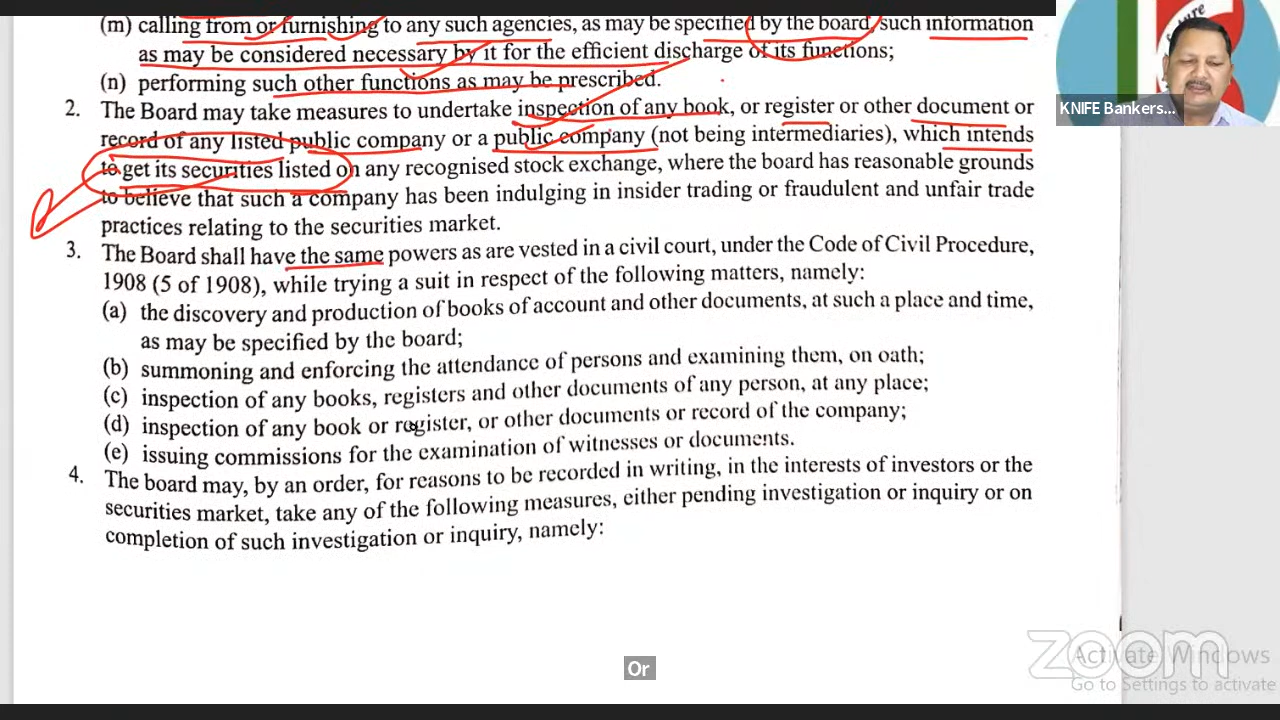 (m) calling from or furnishing to any such agencies, as may be specified by the board, such information
as may be considered necessary by it for the efficient discharge of its functions;
(n) performing such other functions as may be prescribed.
2. The Board may take measures to undertake inspection of any book, or register or other document or
record of any listed public company or a public company (not being intermediaries), which intends
to get its securities listed on any recognised stock exchange, where the board has reasonable grounds
to believe that such a company has been indulging in insider trading or fraudulent and unfair trade
practices relating to the securities market.
3. The Board shall have the same powers as are vested in a civil court, under the Code of Civil Procedure,
1908 (5 of 1908), while trying a suit in respect of the following matters, namely:
(a) the discovery and production of books of account and other documents, at such a place and time,
as may be specified by the board;
(b) summoning and enforcing the attendance of persons and examining them, on oath;
(c) inspection of any books, registers and other documents of any person, at any place;
(d) inspection of any book or register, or other documents or record of the company;
(e) issuing commissions for the examination of witnesses or documents.
4. The board may, by an order, for reasons to be recorded in writing, in the interests of investors or the
securities market, take any of the following measures, either pending investigation or inquiry or on
completion of such investigation or inquiry, namely:
KNIFE Bankers...
zoom
Activate Windows
Go to Settings to activate
Or